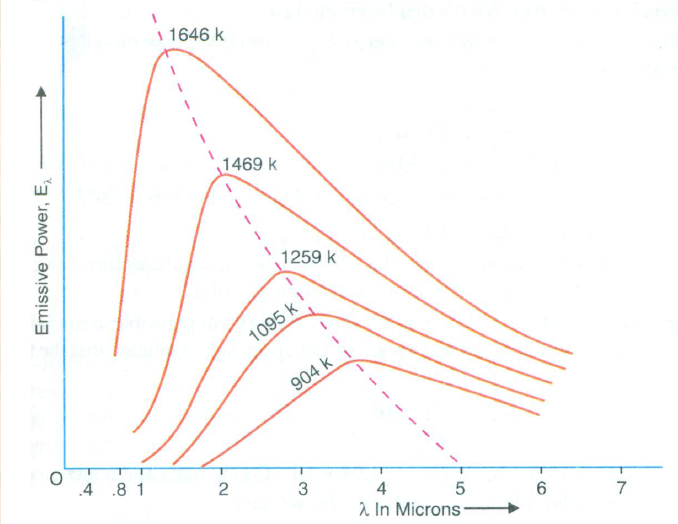 1646 k
1469 k
1259 k
1095 k
904 k
Emissive Power, Eλ
O
.4 .8 1 2 3 4 5 6 7
λ In Microns